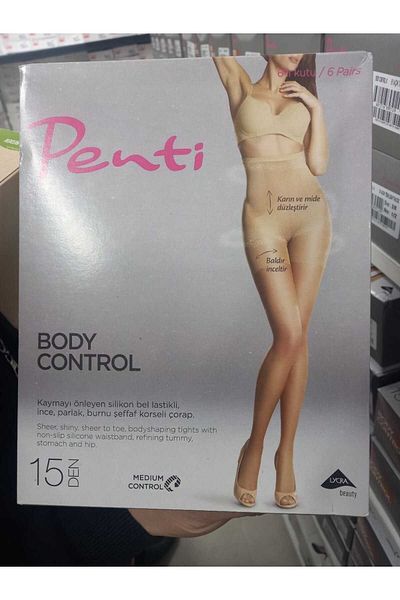 6'lı kutu / 6 Pairs
Penti
Karın ve mide
düzleştirir
Baldır
inceltir
BODY
CONTROL
Kaymayı önleyen silikon bel lastikli,
ince, parlak, burnu şeffaf korseli çorap.
Sheer, shiny, sheer to toe, bodyshaping tights with
non-slip silicone waistband, refining tummy,
stomach and hip.
15 DEN
MEDIUM
CONTROL
LYCRA
beauty